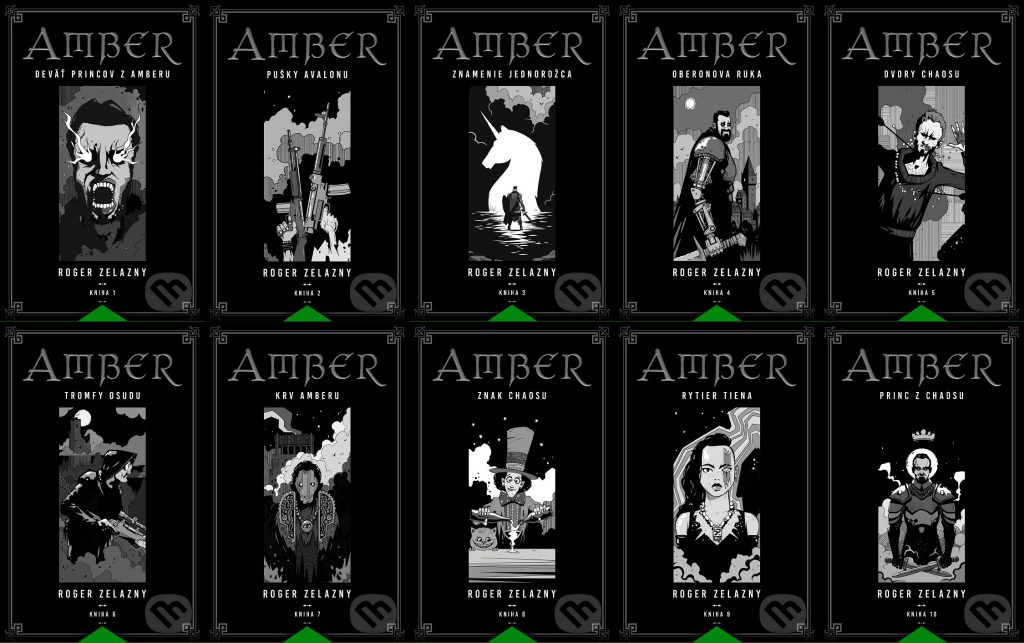 AMBER
DEVÄŤ PRINCOV Z AMBERU
ROGER ZELAZNY
KNIHA 1
AMBER
PUŠKY AVALONU
ROGER ZELAZNY
KNIHA 2
AMBER
ZNAMENIE JEDNOROŽCA
ROGER ZELAZNY
KNIHA 3
AMBER
OBERONOVA RUKA
ROGER ZELAZNY
KNIHA 4
AMBER
DVORY CHAOSU
ROGER ZELAZNY
KNIHA 5
AMBER
TROMFY OSUDU
ROGER ZELAZNY
KNIHA 6
AMBER
KRV AMBERU
ROGER ZELAZNY
KNIHA 7
AMBER
ZNAK CHAOSU
ROGER ZELAZNY
KNIHA 8
AMBER
RYTIER TIEŇA
ROGER ZELAZNY
KNIHA 9
AMBER
PRINC Z CHAOSU
ROGER ZELAZNY
KNIHA 10